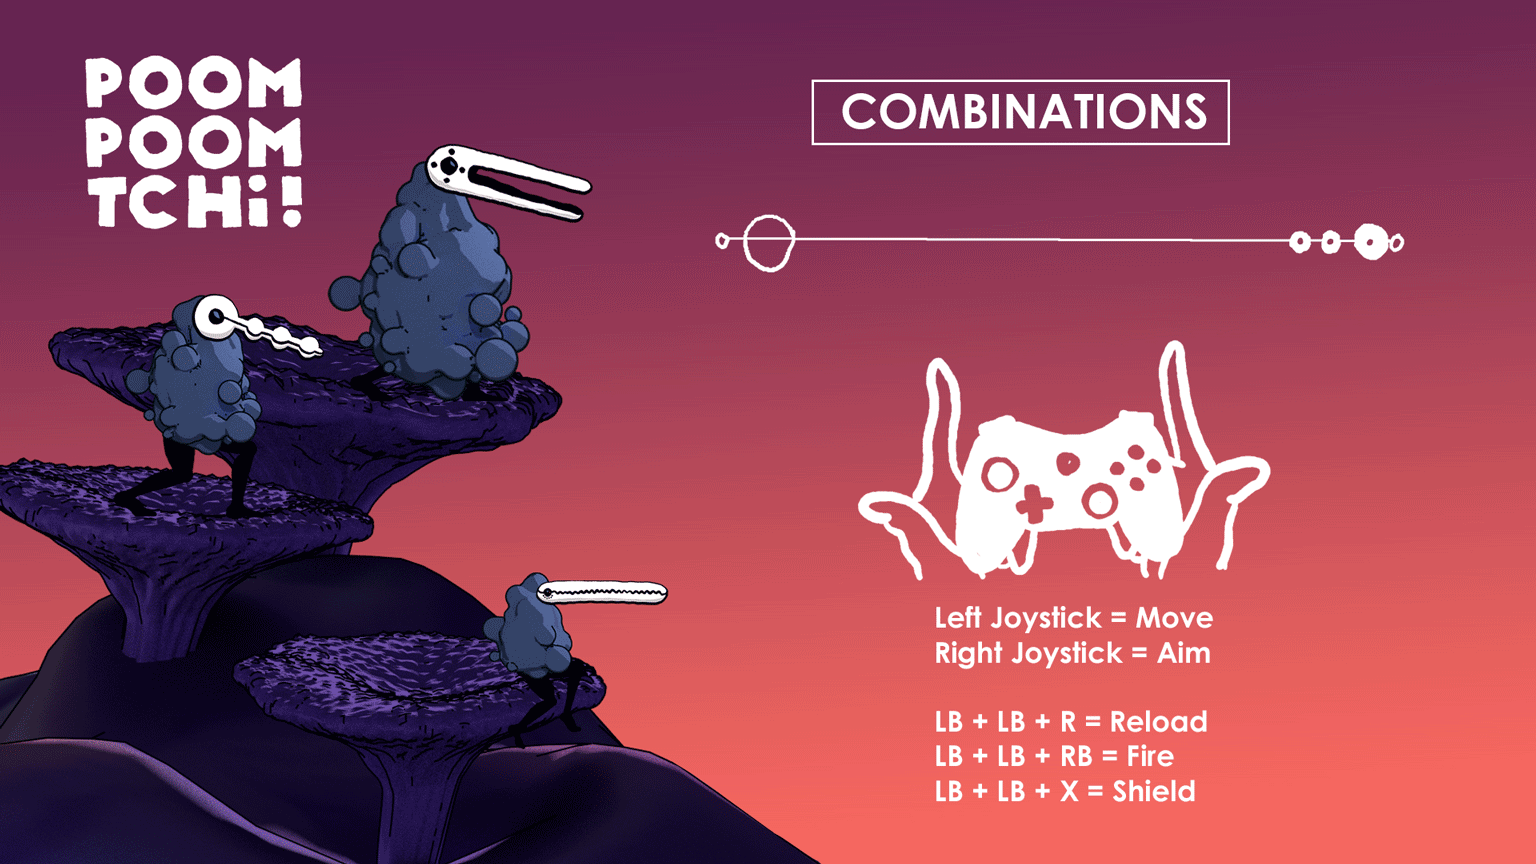 POOM
POOM
TCHi!
COMBINATIONS
Left Joystick = Move
Right Joystick = Aim
LB + LB + R = Reload
LB + LB + RB = Fire
LB + LB + X = Shield